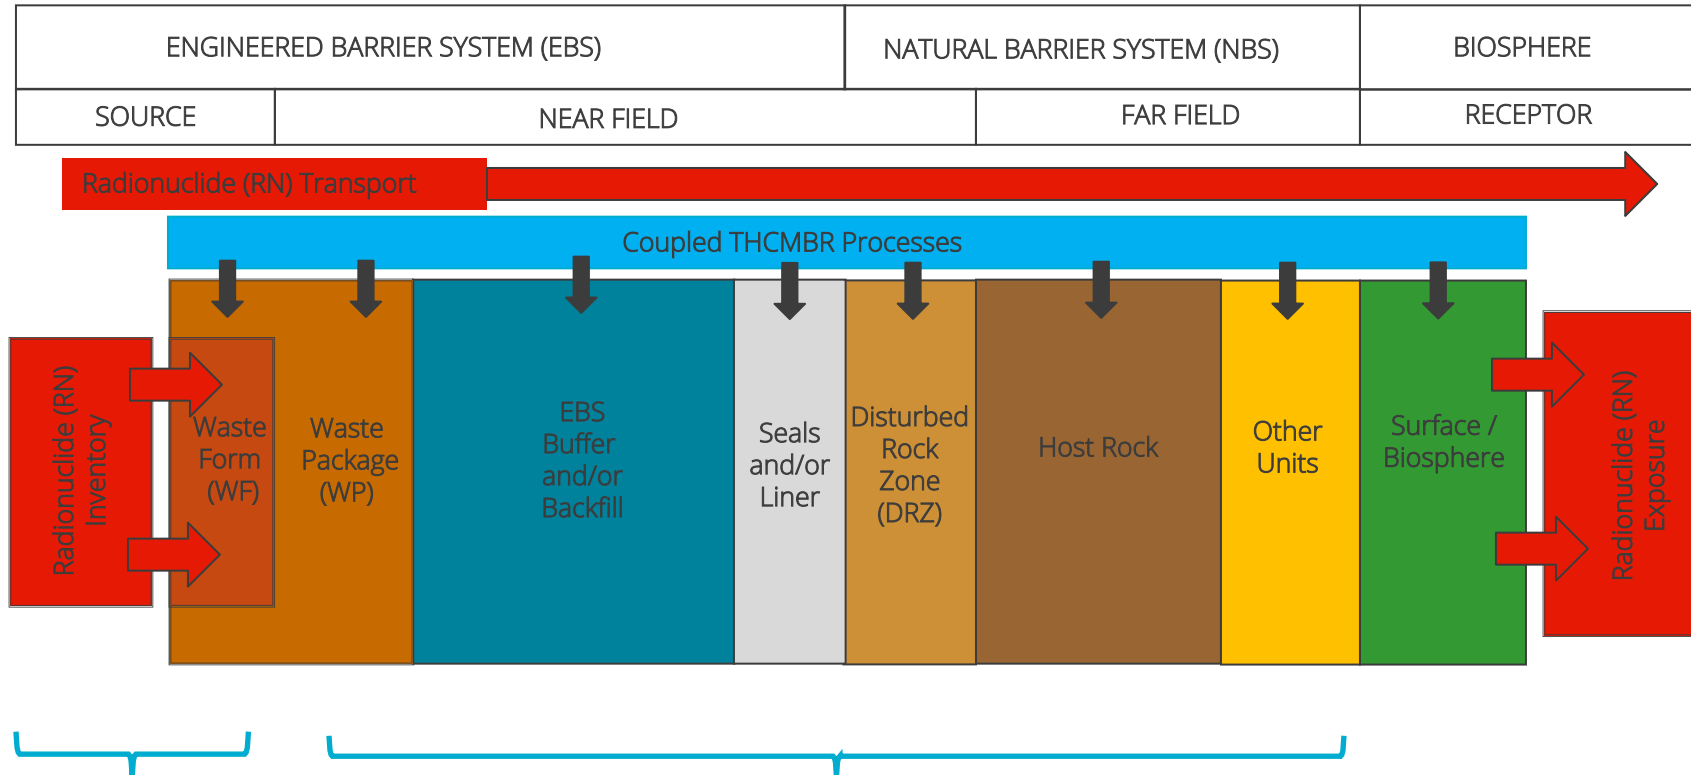 ENGINEERED BARRIER SYSTEM (EBS)
NATURAL BARRIER SYSTEM (NBS)
BIOSPHERE
SOURCE
NEAR FIELD
FAR FIELD
RECEPTOR
Radionuclide (RN) Transport
Coupled THCMBR Processes
Radionuclide (RN)
Inventory
Waste
Form
(WF)
Waste
Package
(WP)
EBS
Buffer
and/or
Backfill
Seals
and/or
Liner
Disturbed
Rock
Zone
(DRZ)
Host Rock
Other
Units
Surface /
Biosphere
Radionuclide (RN)
Exposure